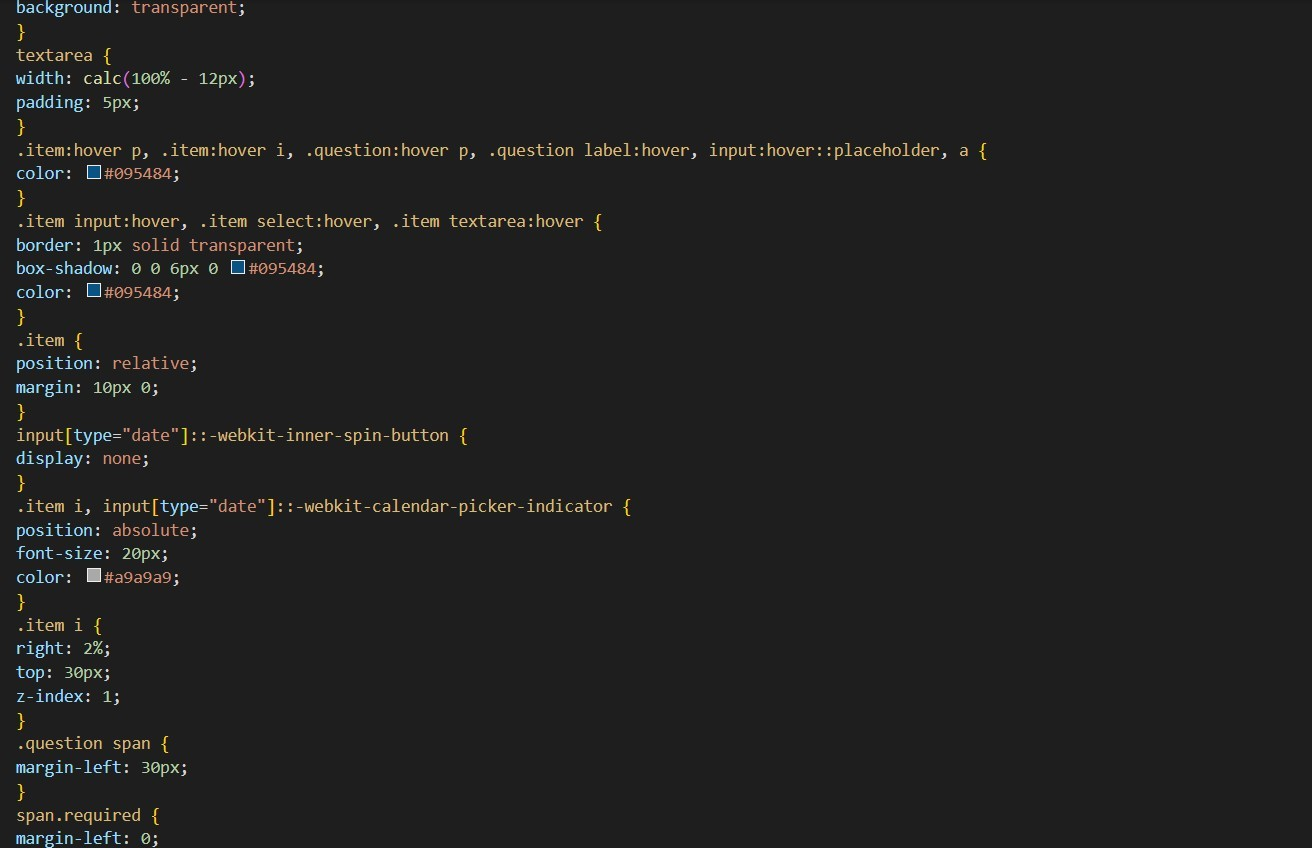 background: transparent;
}
textarea {
width: calc(100% - 12px);
padding: 5px;
}
.item:hover p, .item:hover i, .question:hover p, .question label:hover, input:hover::placeholder, a {
color: #095484;
}
.item input:hover, .item select:hover, .item textarea:hover {
border: 1px solid transparent;
box-shadow: 0 0 6px 0 #095484;
color: #095484;
}
.item {
position: relative;
margin: 10px 0;
}
input[type="date"]::-webkit-inner-spin-button {
display: none;
}
.item i, input[type="date"]::-webkit-calendar-picker-indicator {
position: absolute;
font-size: 20px;
color: #a9a9a9;
}
.item i {
right: 2%;
top: 30px;
z-index: 1;
}
.question span {
margin-left: 30px;
}
span.required {
margin-left: 0;